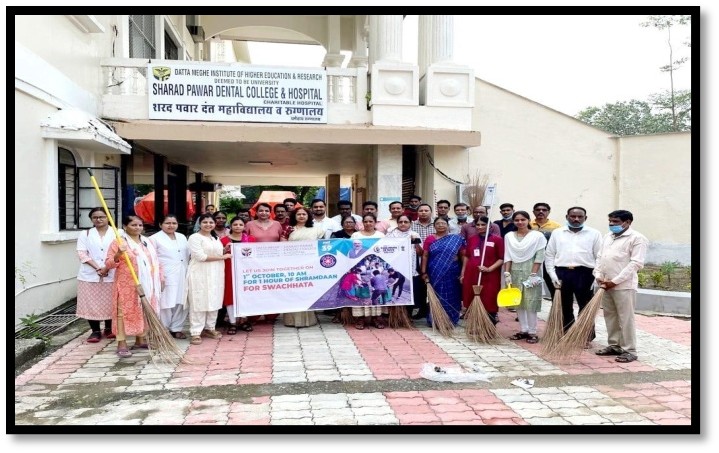 DATTA MEGHE INSTITUTE OF HIGHER EDUCATION & RESEARCH
DEEMED TO BE UNIVERSITY
SHARAD PAWAR DENTAL COLLEGE & HOSPITAL
CHARITABLE HOSPITAL
शरद पवार दंत महाविद्यालय व रुग्णालय
LET US JOIN TOGETHER ON
1ST OCTOBER, 10 AM
FOR 1 HOUR OF SHRAMDAAN
FOR SWACHHATA